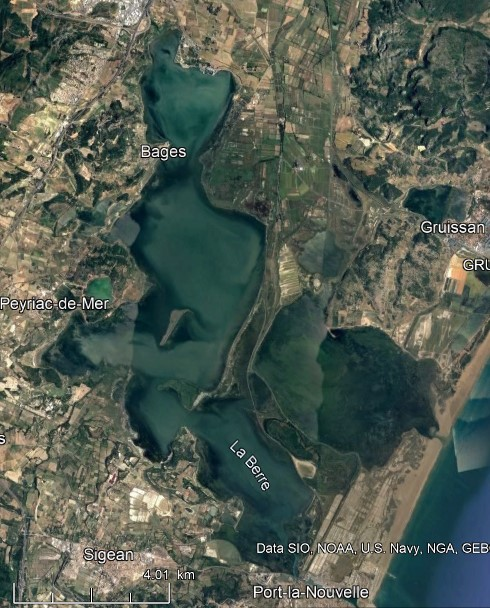 Bages
Gruissan
GRU
Peyriac-de-Mer
s
La Berre
Data SIO, NOAA, U.S. Navy, NGA, GEB
Sigean
4.01 km
Port-la-Nouvelle